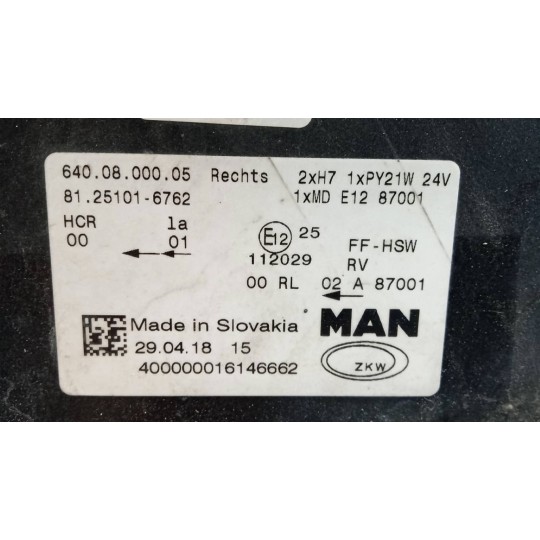 640.08.000.05 Rechts 2xH7 1xPY21W 24V
81.25101-6762 1xMD E12 87001
HCR 1a E12 25 FF-HSW
00 01 112029 RV
00 RL 02 A 87001
Made in Slovakia MAN
29.04.18 15 ZKW
400000016146662